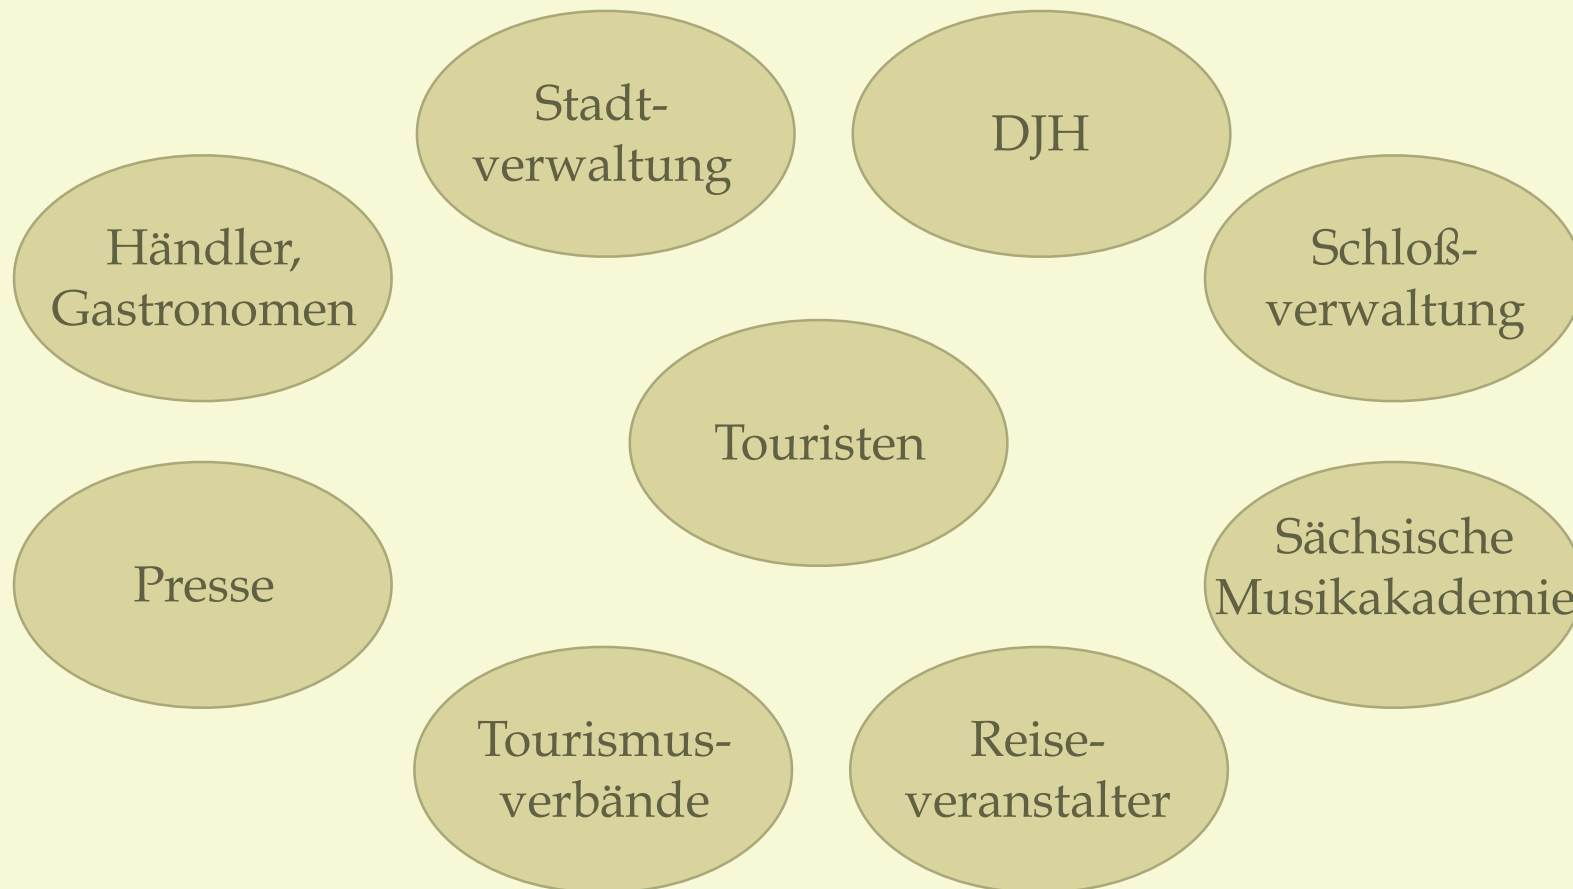 Stadt-
verwaltung
DJH
Händler,
Gastronomen
Schloß-
verwaltung
Touristen
Presse
Sächsische
Musikakademie
Tourismus-
verbände
Reise-
veranstalter